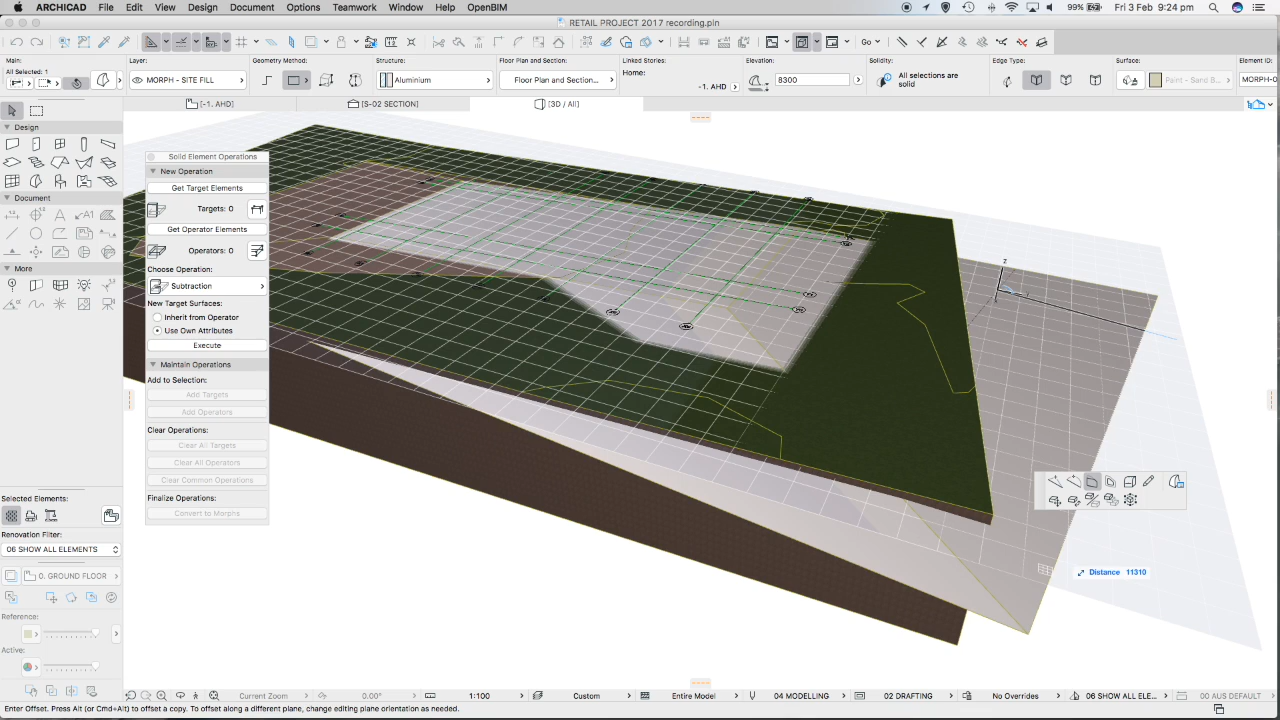 ARCHICAD File Edit View Design Document Options Teamwork Window Help OpenBIM 99% Fri 3 Feb 9:24 pm
RETAIL PROJECT 2017 recording.pln
Go
Main: Layer: Geometry Method: Structure: Floor Plan and Section... Linked Stories: Elevation: Solidity: Edge Type: Surface: Element ID
All Selected: 1
MORPH - SITE FILL Aluminium Floor Plan and Section... Home: 8300 All selections are solid Paint - Sand B... MORPH-0
-1. AHD
[-1. AHD] [S-02 SECTION] [3D / All]
Design
Document
More
Solid Element Operations
New Operation
Get Target Elements
Targets: 0
Get Operator Elements
Operators: 0
Choose Operation:
Subtraction
New Target Surfaces:
Inherit from Operator
Use Own Attributes
Execute
Maintain Operations
Add to Selection:
Add Targets
Add Operators
Clear Operations:
Clear All Targets
Clear All Operators
Clear Common Operations
Finalize Operations:
Convert to Morphs
z
Distance 11310
Selected Elements:
Renovation Filter:
06 SHOW ALL ELEMENTS
0. GROUND FLOOR
Reference:
Active:
Current Zoom 0.00° 1:100 Custom Entire Model 04 MODELLING 02 DRAFTING No Overrides 06 SHOW ALL ELE... 00 AUS DEFAULT
Enter Offset. Press Alt (or Cmd+Alt) to offset a copy. To offset along a different plane, change editing plane orientation as needed.